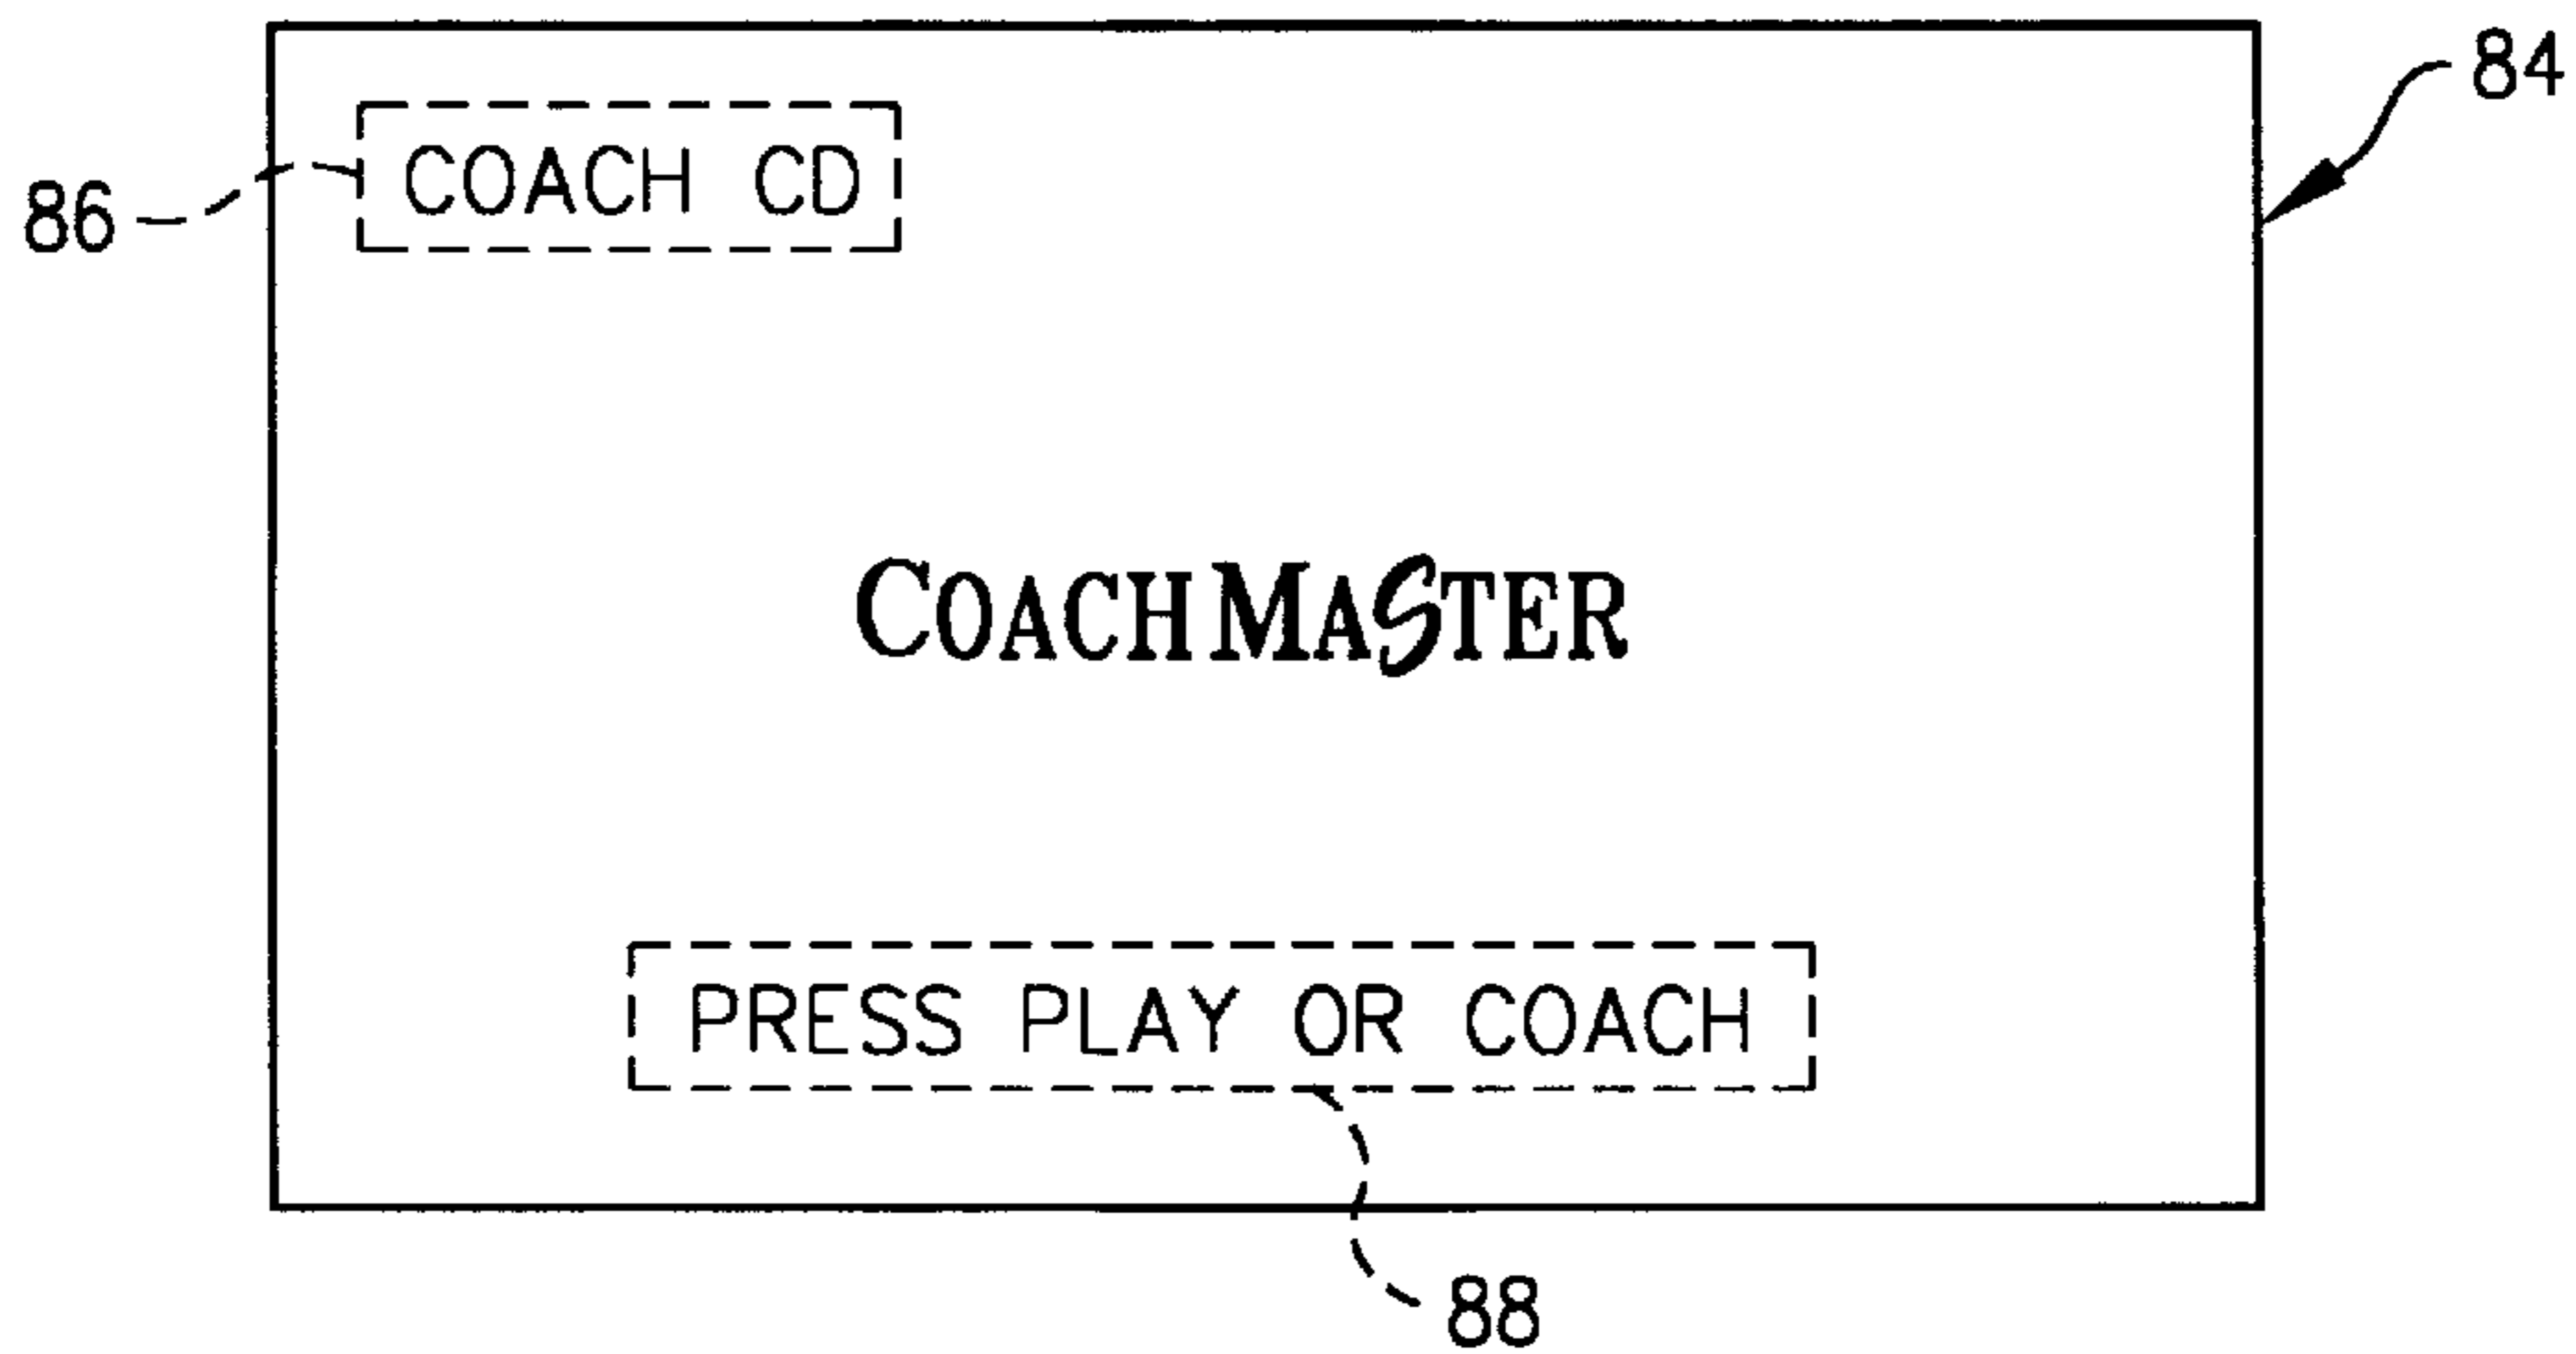 84
86
COACH CD
COACHMASTER
PRESS PLAY OR COACH
88